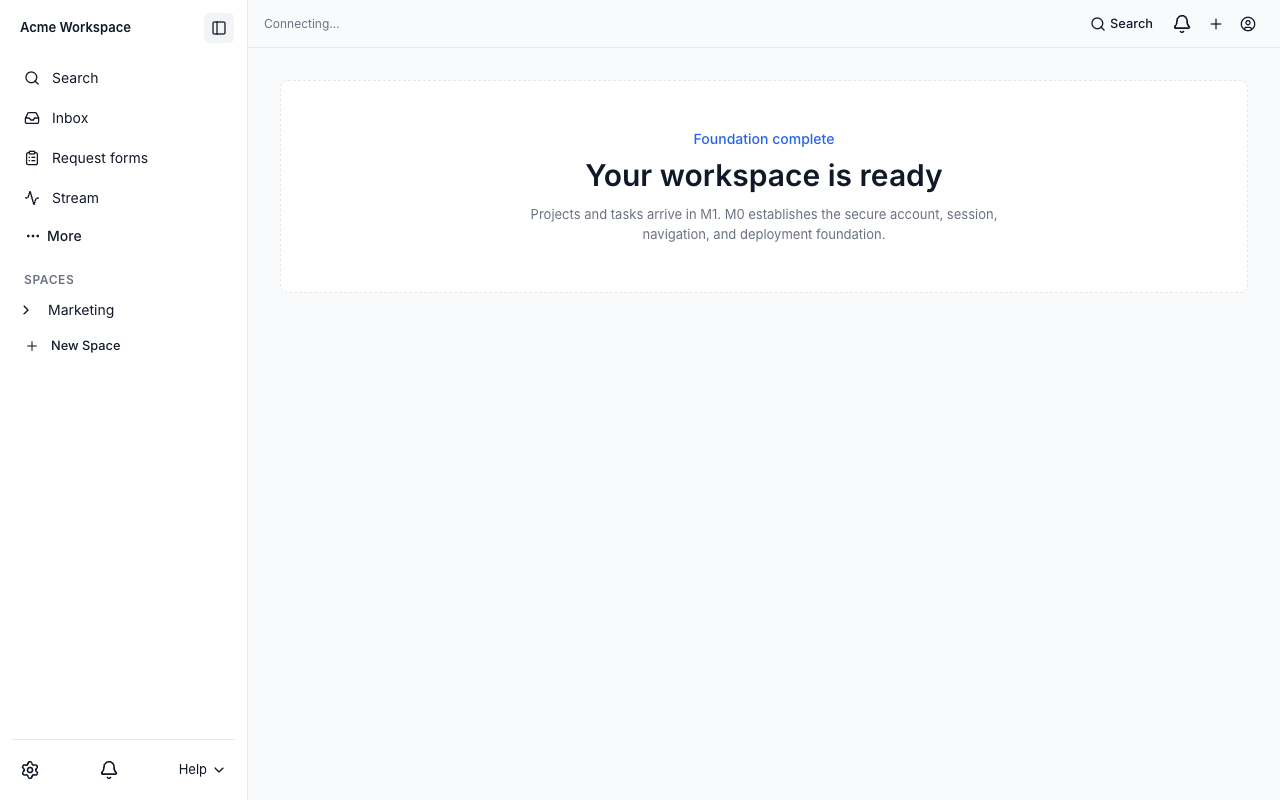 Acme Workspace
Search
Inbox
Request forms
Stream
More
SPACES
Marketing
New Space
Help
Connecting...
Search
Foundation complete
Your workspace is ready
Projects and tasks arrive in M1. M0 establishes the secure account, session,
navigation, and deployment foundation.